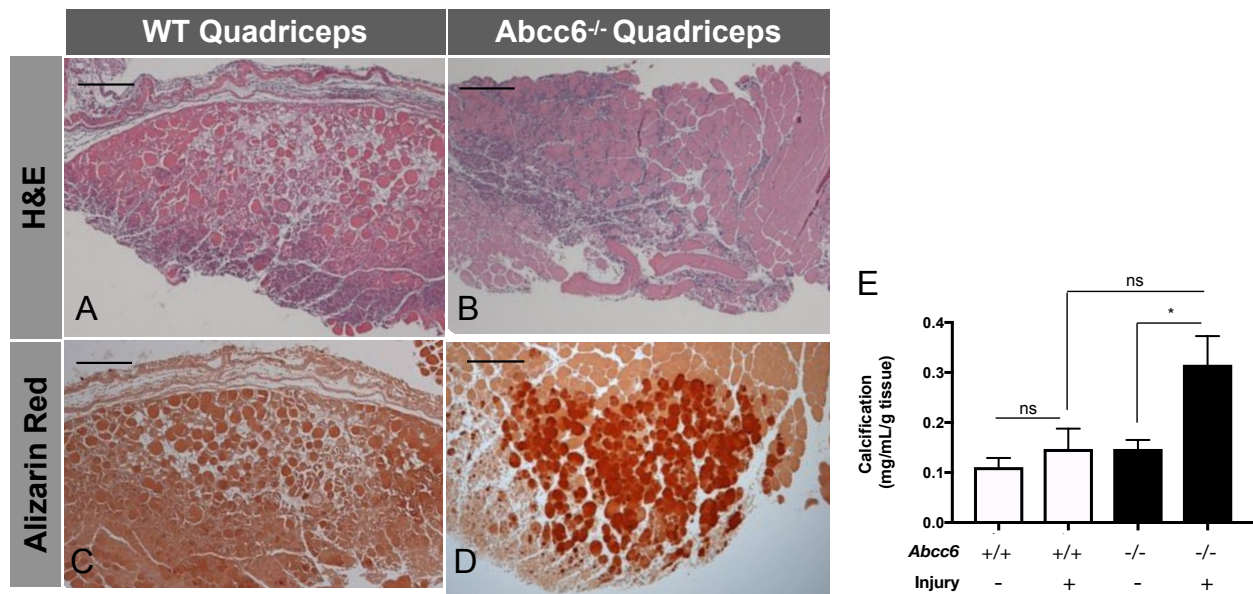 WT Quadriceps
Abcc6-/- Quadriceps
H&E
A
B
Alizarin Red
C
D
E
ns
*
ns
0.4
0.3
0.2
0.1
0.0
Calcification
(mg/mL/g tissue)
Abcc6 +/+ +/+ -/- -/-
Injury - + - +